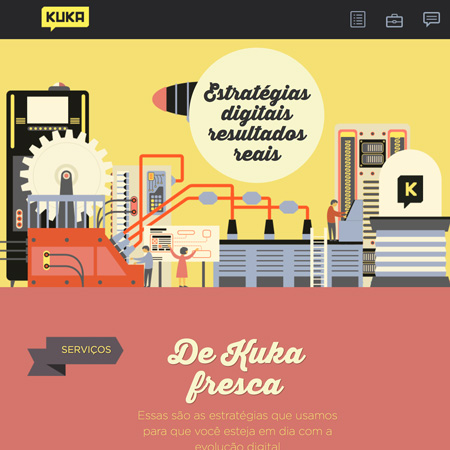 KUKA
Estratégias
digitais
resultados
reais
K
SERVIÇOS
De Kuka
fresca
Essas são as estratégias que usamos
para que você esteja em dia com a
evolução digital